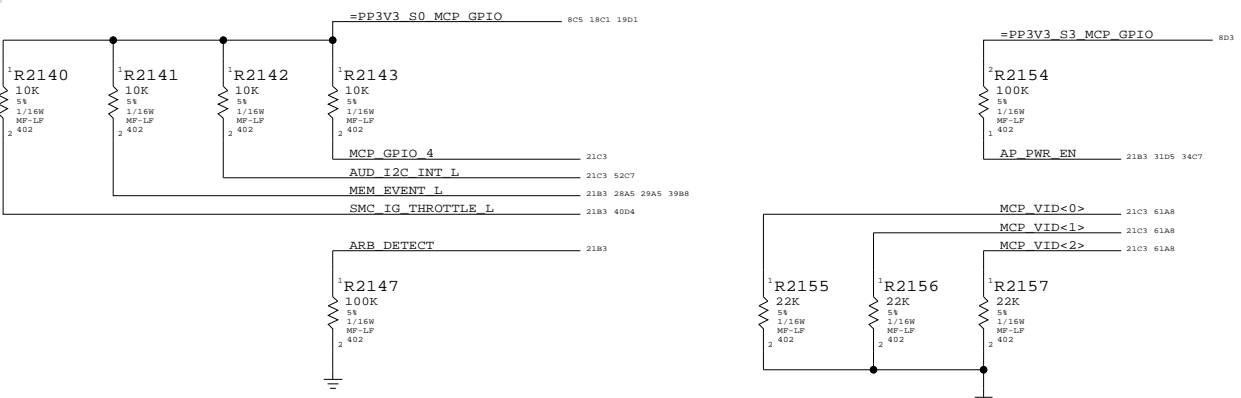 =PP3V3_S0_MCP_GPIO 8C5 18C1 19D1
=PP3V3_S3_MCP_GPIO 8D3
1 R2140
10K
5%
1/16W
MF-LF
402
2
1 R2141
10K
5%
1/16W
MF-LF
402
2
1 R2142
10K
5%
1/16W
MF-LF
402
2
1 R2143
10K
5%
1/16W
MF-LF
402
2
2 R2154
100K
5%
1/16W
MF-LF
402
1
MCP_GPIO_4 21C3
AUD_I2C_INT_L 21C3 52C7
MEM_EVENT_L 21B3 28A5 29A5 39B8
SMC_IG_THROTTLE_L 21B3 40D4
AP_PWR_EN 21B3 31D5 34C7
MCP_VID<0> 21C3 61A8
MCP_VID<1> 21C3 61A8
MCP_VID<2> 21C3 61A8
ARB_DETECT 21B3
1 R2147
100K
5%
1/16W
MF-LF
402
2
1 R2155
22K
5%
1/16W
MF-LF
402
2
1 R2156
22K
5%
1/16W
MF-LF
402
2
1 R2157
22K
5%
1/16W
MF-LF
402
2